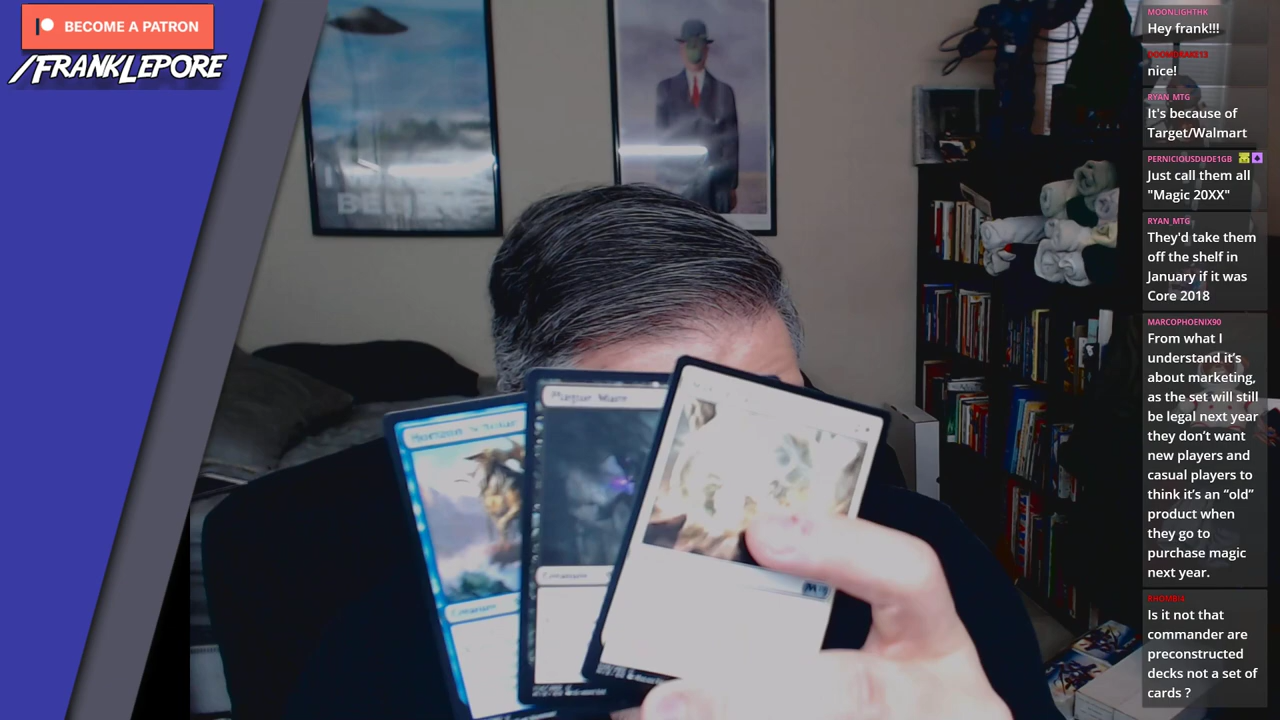 BECOME A PATRON
/FRANKLEPORE
BELIEVE
Plague Mare
MOONLIGHTHK
Hey frank!!!
nice!
RYAN_MTG
It's because of
Target/Walmart
PERNICIOUSDUDE1GB
Just call them all
"Magic 20XX"
RYAN_MTG
They'd take them
off the shelf in
January if it was
Core 2018
MARCOPHOENIX90
From what I
understand it's
about marketing,
as the set will still
be legal next year
they don't want
new players and
casual players to
think it's an “old”
product when
they go to
purchase magic
next year.
RHOMBIK
Is it not that
commander are
preconstructed
decks not a set of
cards ?